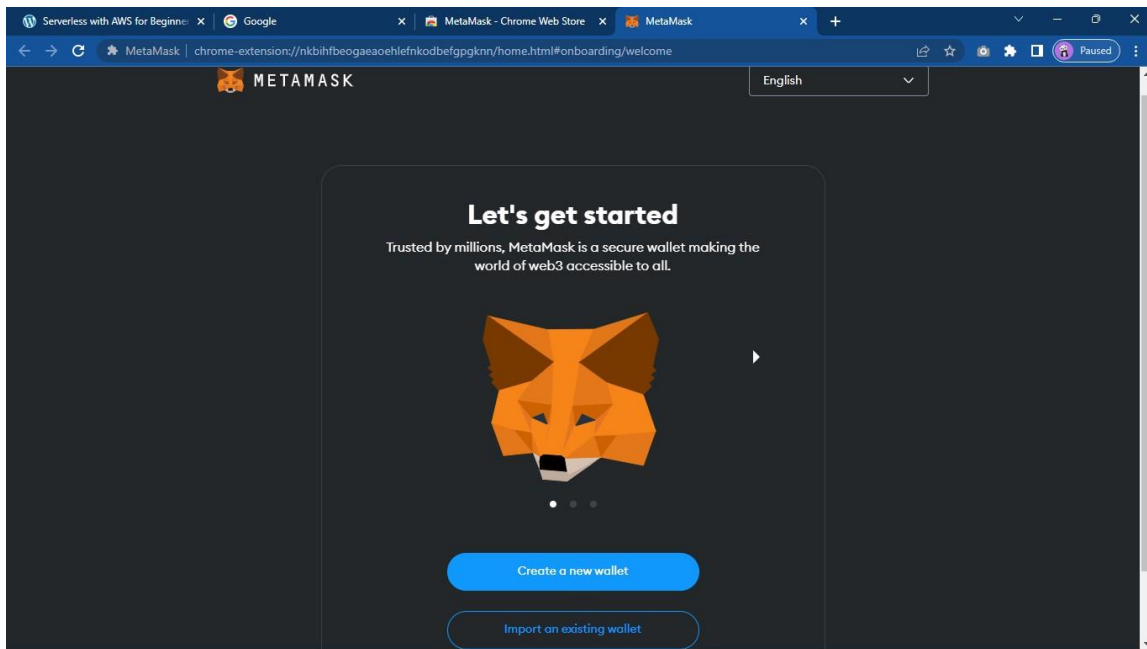 Serverless with AWS for Beginne
Google
MetaMask - Chrome Web Store
MetaMask
MetaMask
chrome-extension://nkbihfbeogaeaoehlefnkodbefgpgknn/home.html#onboarding/welcome
Paused
METAMASK
English
Let's get started
Trusted by millions, MetaMask is a secure wallet making the
world of web3 accessible to all.
Create a new wallet
Import an existing wallet